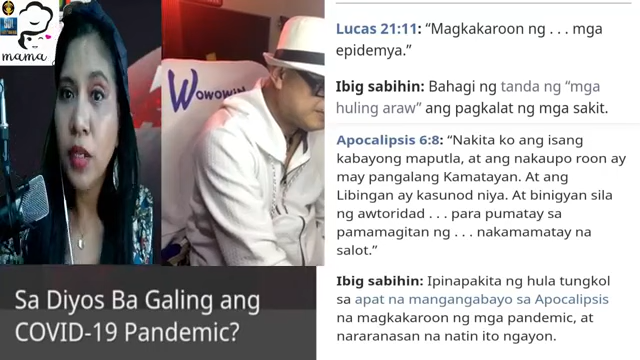 SDI
mama
Wowowin
Sa Diyos Ba Galing ang
COVID-19 Pandemic?
Lucas 21:11: “Magkakaroon ng . . . mga
epidemya.”
Ibig sabihin: Bahagi ng tanda ng “mga
huling araw” ang pagkalat ng mga sakit.
Apocalipsis 6:8: “Nakita ko ang isang
kabayong maputla, at ang nakaupo roon ay
may pangalang Kamatayan. At ang
Libingan ay kasunod niya. At binigyan sila
ng awtoridad . . . para pumatay sa
pamamagitan ng . . . nakamamatay na
salot.”
Ibig sabihin: Ipinapakita ng hula tungkol
sa apat na mangangabayo sa Apocalipsis
na magkakaroon ng mga pandemic, at
nararanasan na natin ito ngayon.